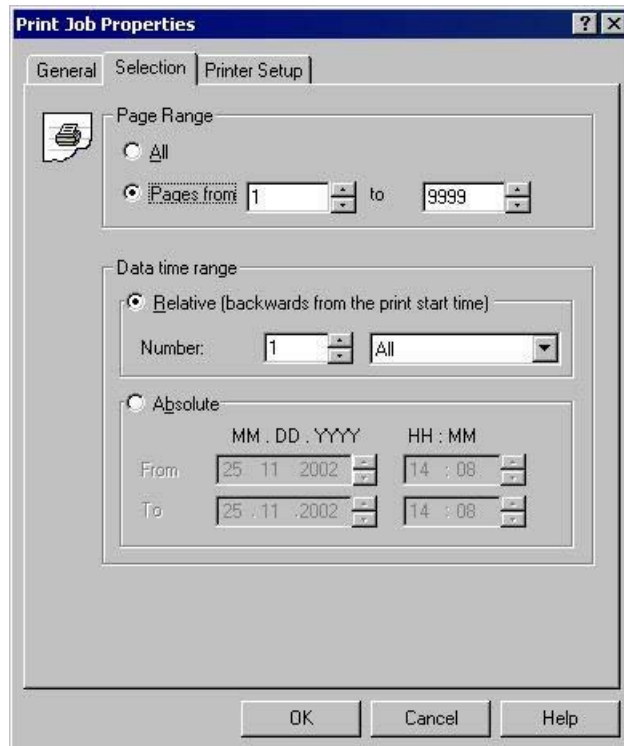 Print Job Properties
General Selection Printer Setup
Page Range
All
Pages from 1 to 9999
Data time range
Relative (backwards from the print start time)
Number: 1 All
Absolute
MM . DD . YYYY HH : MM
From 25 11 2002 14 : 08
To 25 . 11 .2002 14 : 08
OK Cancel Help